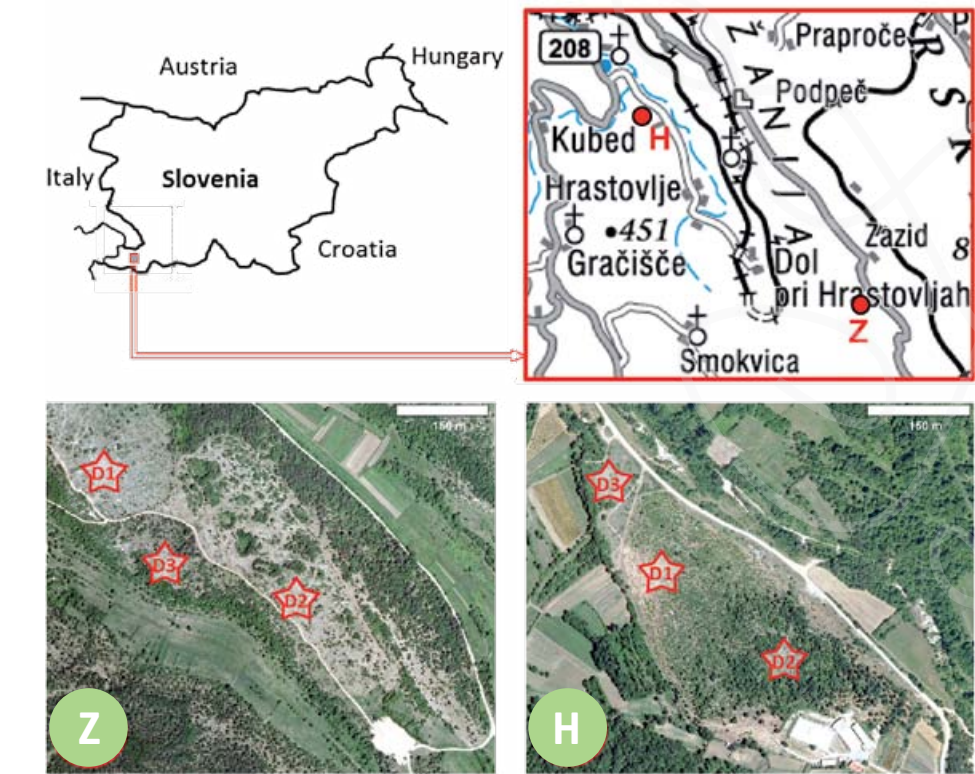 Austria
Hungary
Italy
Slovenia
Croatia
208
Praproče
Podpeč
Kubed
H
Hrastovlje
•451
Gračišče
Zazid
8
Dol
pri Hrastovljah
Z
Smokvica
Ž
A
N
I
J
A
R
S
K
P
150 m
D1
D3
D2
Z
150 m
D3
D1
D2
H